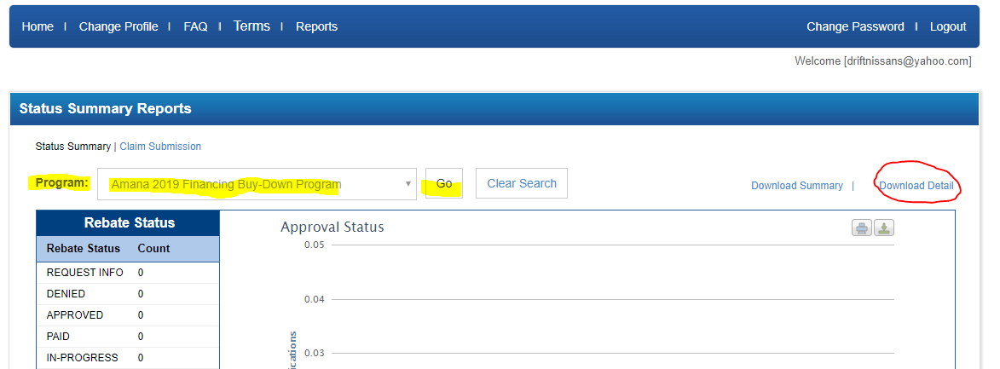 Home | Change Profile | FAQ | Terms | Reports Change Password | Logout
Welcome [driftnissans@yahoo.com]
Status Summary Reports
Status Summary | Claim Submission
Program: Amana 2019 Financing Buy-Down Program Go Clear Search Download Summary | Download Detail
Rebate Status
Rebate Status Count
REQUEST INFO 0
DENIED 0
APPROVED 0
PAID 0
IN-PROGRESS 0
Approval Status
0.05
0.04
0.03